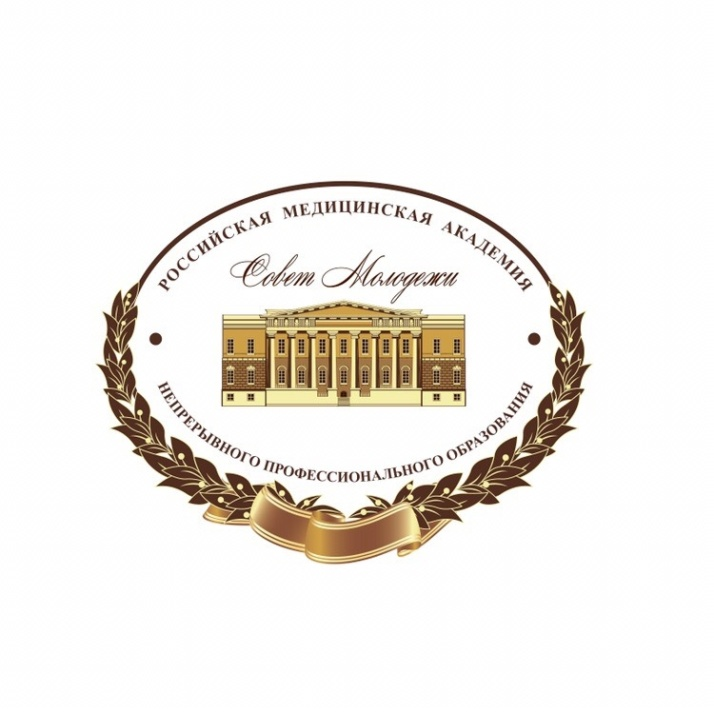 РОССИЙСКАЯ МЕДИЦИНСКАЯ АКАДЕМИЯ
Совет Молодежи
НЕПРЕРЫВНОГО ПРОФЕССИОНАЛЬНОГО ОБРАЗОВАНИЯ